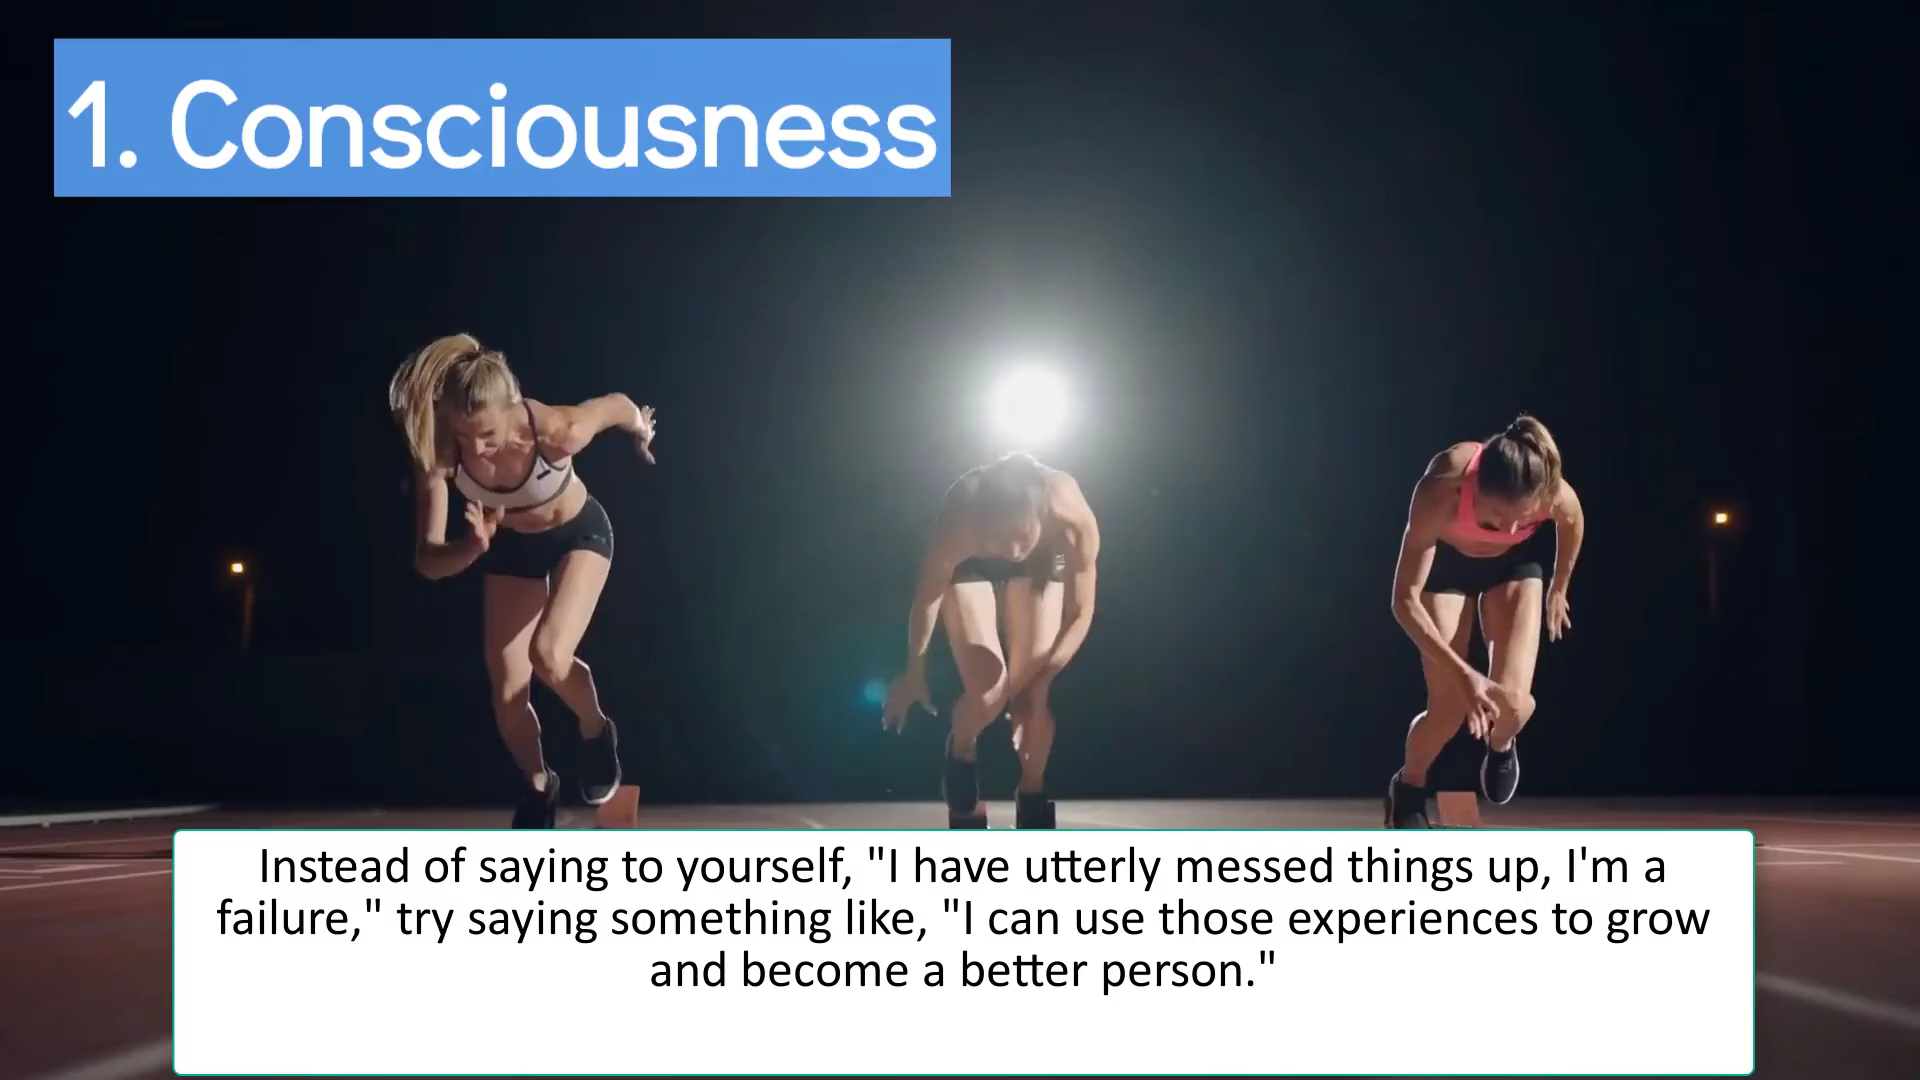 1. Consciousness
Instead of saying to yourself, "I have utterly messed things up, I'm a
failure," try saying something like, "I can use those experiences to grow
and become a better person."